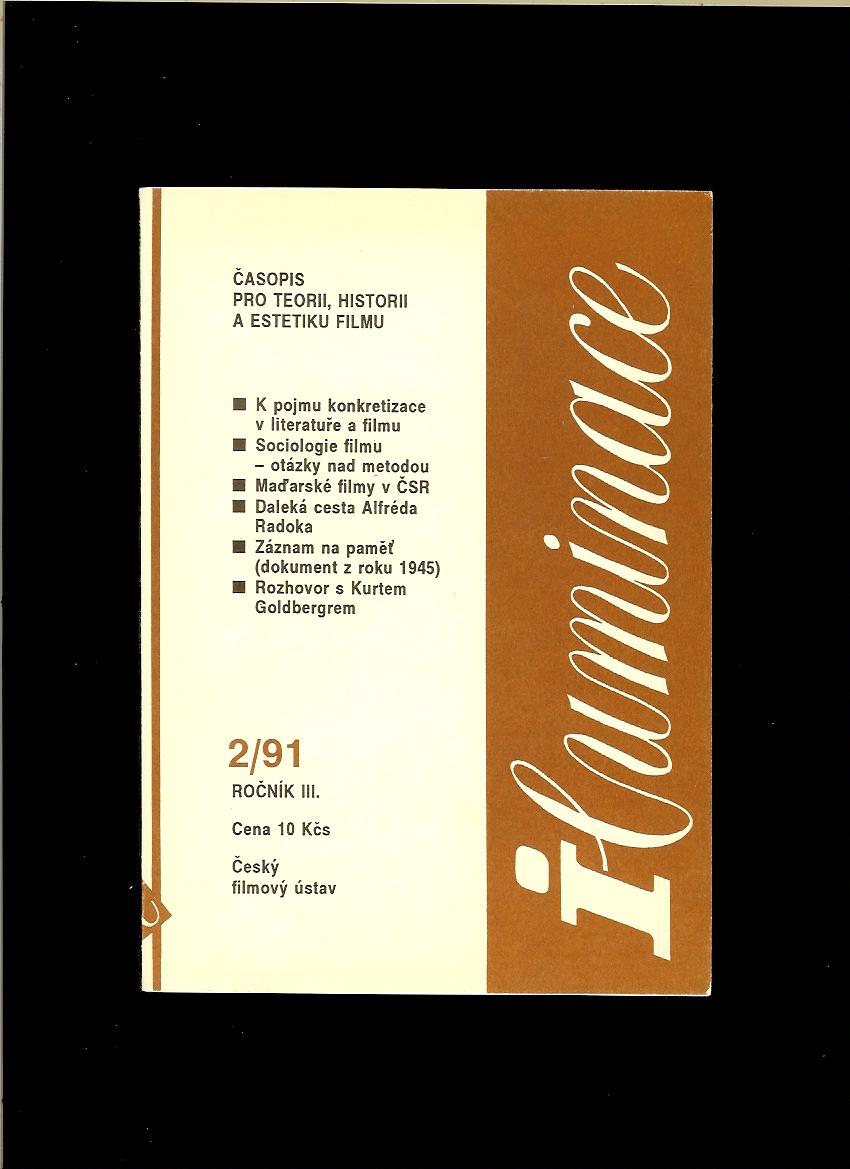 ČASOPIS
PRO TEORII, HISTORII
A ESTETIKU FILMU
■ K pojmu konkretizace
v literatuře a filmu
■ Sociologie filmu
– otázky nad metodou
■ Maďarské filmy v ČSR
■ Daleká cesta Alfréda
Radoka
■ Záznam na paměť
(dokument z roku 1945)
■ Rozhovor s Kurtem
Goldbergrem
2/91
ROČNÍK III.
Cena 10 Kčs
Český
filmový ústav
iluminace